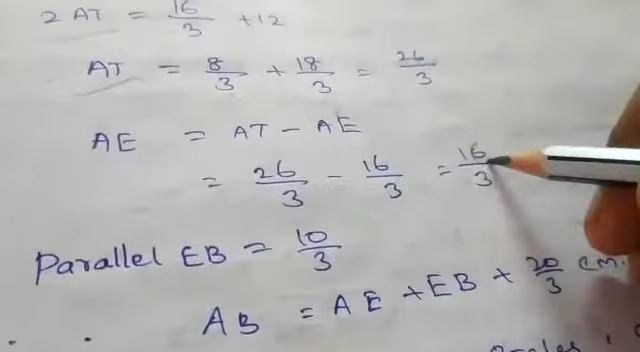 2 AT = 16/3 + 12
AT = 8/3 + 18/3 = 26/3
AE = AT - AE
= 26/3 - 16/3 = 16/3
Parallel EB = 10/3
AB = AE + EB + 20/3 cm.